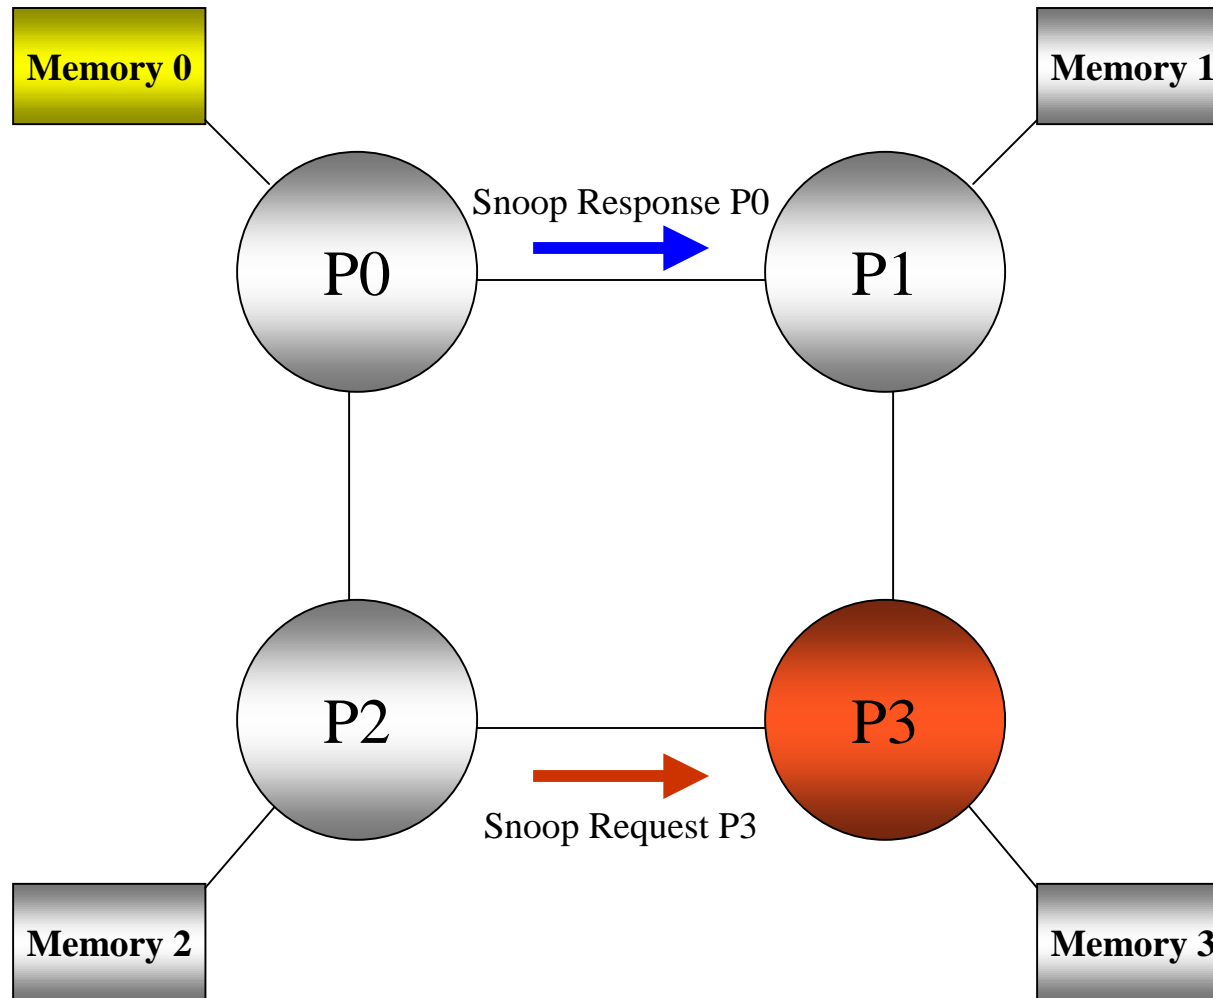 Memory 0
Memory 1
Snoop Response P0
P0
P1
P2
P3
Snoop Request P3
Memory 2
Memory 3